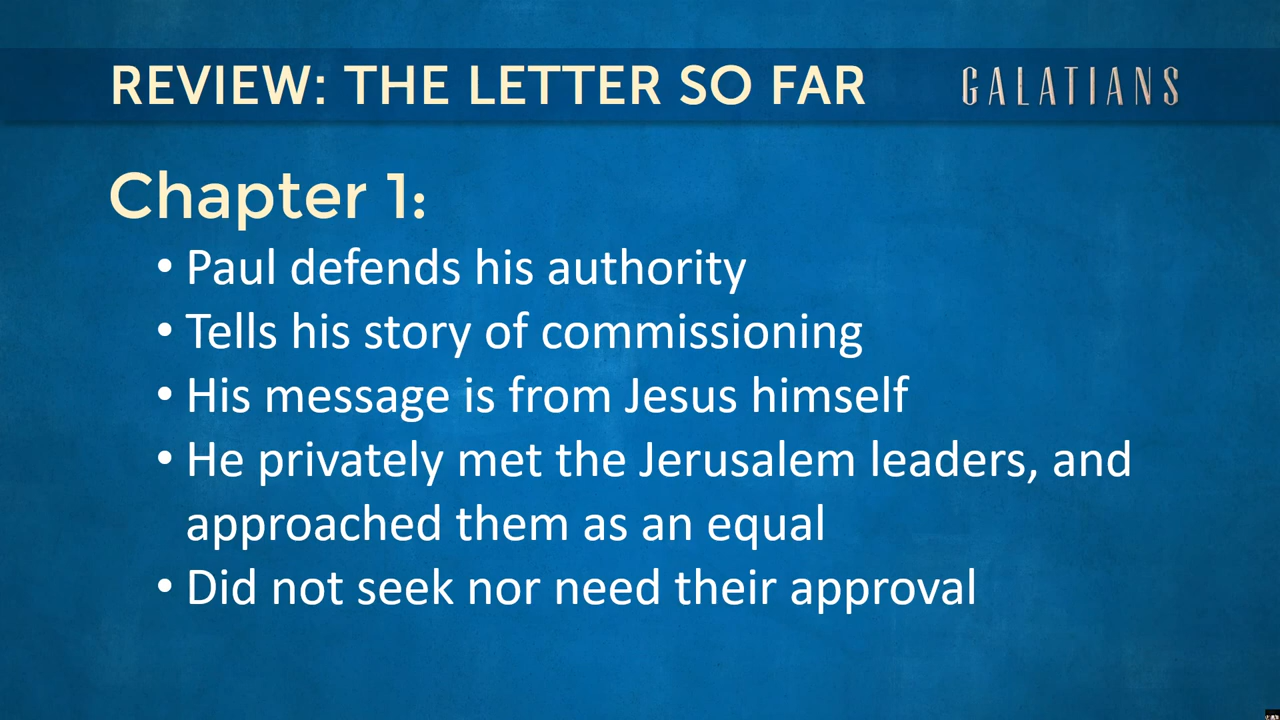 REVIEW: THE LETTER SO FAR
GALATIANS
Chapter 1:
• Paul defends his authority
• Tells his story of commissioning
• His message is from Jesus himself
• He privately met the Jerusalem leaders, and
approached them as an equal
• Did not seek nor need their approval